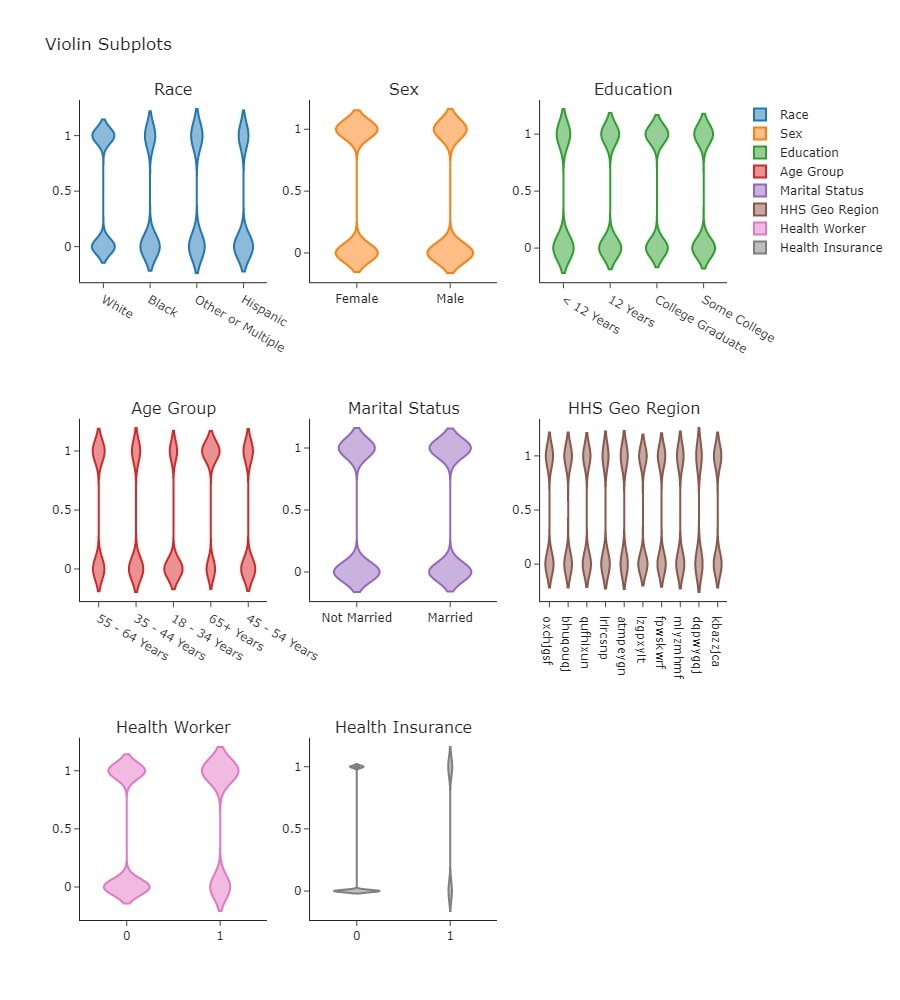 Violin Subplots
Race
Sex
Education
1
0.5
0
White
Black
Other or Multiple
Hispanic
1
0.5
0
Female
Male
1
0.5
0
< 12 Years
12 Years
College Graduate
Some College
Race
Sex
Education
Age Group
Marital Status
HHS Geo Region
Health Worker
Health Insurance
Age Group
Marital Status
HHS Geo Region
1
0.5
0
55 - 64 Years
35 - 44 Years
18 - 34 Years
65+ Years
45 - 54 Years
1
0.5
0
Not Married
Married
1
0.5
0
oxchjgsf
bhuqouqj
qufhixun
lrircsnp
atmpeygn
lzgpxyit
fpwskwrf
mlyzmhmf
dqpwygqj
kbazzjca
Health Worker
Health Insurance
1
0.5
0
0
1
1
0.5
0
0
1